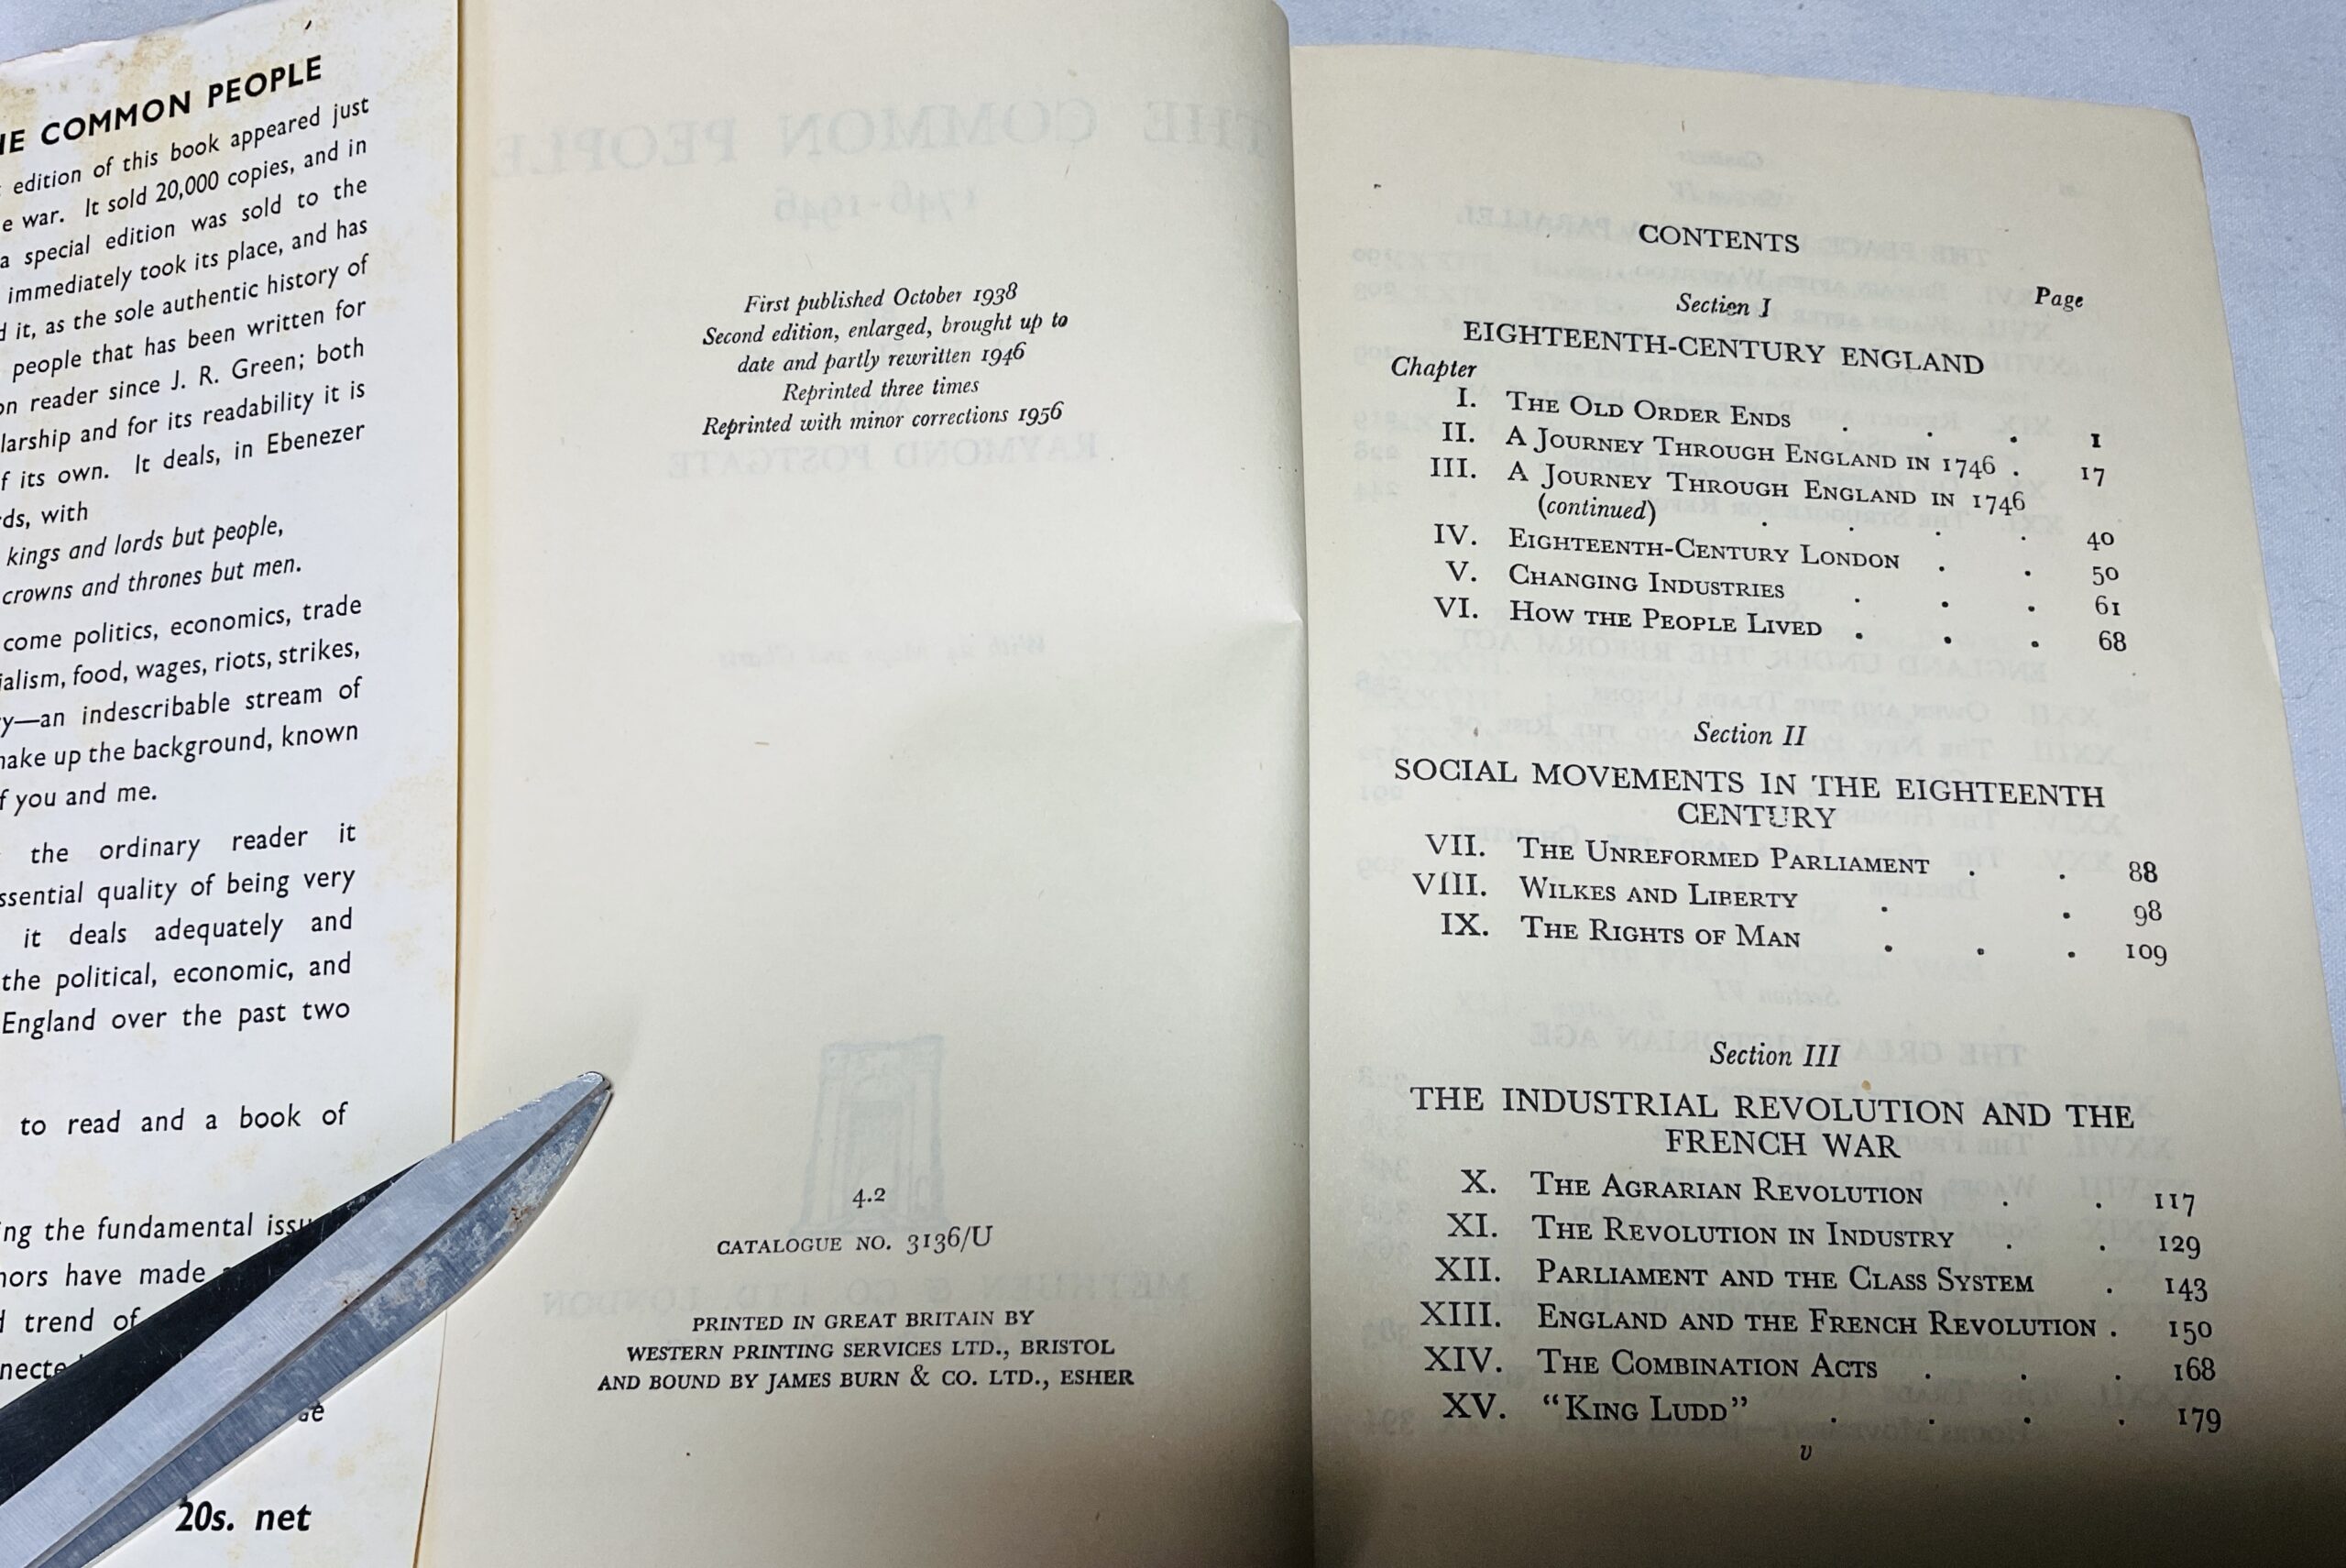 THE COMMON PEOPLE
edition of this book appeared just
e war. It sold 20,000 copies, and in
a special edition was sold to the
immediately took its place, and has
d it, as the sole authentic history of
people that has been written for
on reader since J. R. Green; both
larship and for its readability it is
f its own. It deals, in Ebenezer
ds, with
kings and lords but people,
crowns and thrones but men.
come politics, economics, trade
ialism, food, wages, riots, strikes,
y—an indescribable stream of
make up the background, known
f you and me.
the ordinary reader it
ssential quality of being very
it deals adequately and
the political, economic, and
England over the past two
to read and a book of
ing the fundamental issu
hors have made
d trend of
necte
20s. net
First published October 1938
Second edition, enlarged, brought up to
date and partly rewritten 1946
Reprinted three times
Reprinted with minor corrections 1956
4.2
CATALOGUE NO. 3136/U
PRINTED IN GREAT BRITAIN BY
WESTERN PRINTING SERVICES LTD., BRISTOL
AND BOUND BY JAMES BURN & CO. LTD., ESHER
CONTENTS
Section I Page
EIGHTEENTH-CENTURY ENGLAND
Chapter
I. THE OLD ORDER ENDS . . . 1
II. A JOURNEY THROUGH ENGLAND IN 1746 . 17
III. A JOURNEY THROUGH ENGLAND IN 1746
(continued) . . . . 40
IV. EIGHTEENTH-CENTURY LONDON . . 50
V. CHANGING INDUSTRIES . . . 61
VI. HOW THE PEOPLE LIVED . . . 68
Section II
SOCIAL MOVEMENTS IN THE EIGHTEENTH
CENTURY
VII. THE UNREFORMED PARLIAMENT . . 88
VIII. WILKES AND LIBERTY . . 98
IX. THE RIGHTS OF MAN . . . 109
Section III
THE INDUSTRIAL REVOLUTION AND THE
FRENCH WAR
X. THE AGRARIAN REVOLUTION . . 117
XI. THE REVOLUTION IN INDUSTRY . . 129
XII. PARLIAMENT AND THE CLASS SYSTEM . 143
XIII. ENGLAND AND THE FRENCH REVOLUTION . 150
XIV. THE COMBINATION ACTS . . . 168
XV. "KING LUDD" . . . . 179
v